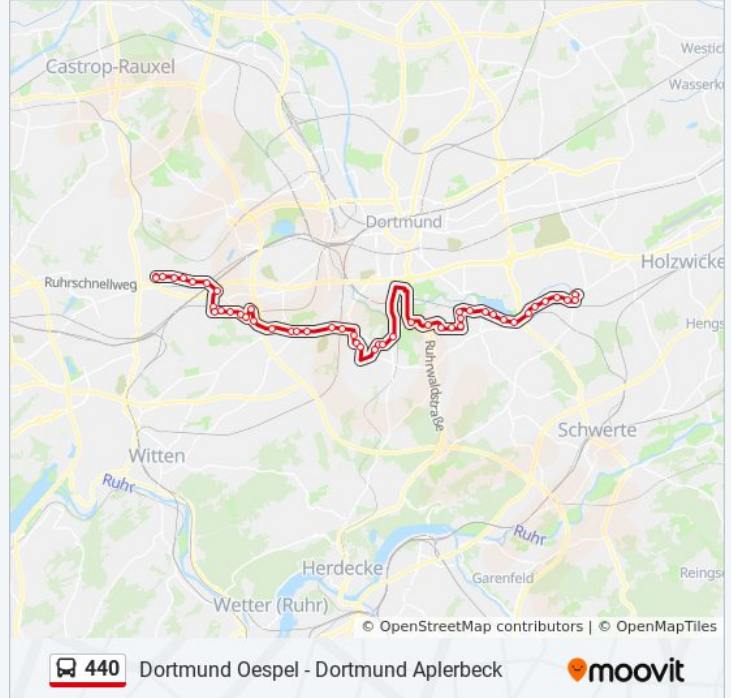 Castrop-Rauxel
Westic
Wasserku
Dortmund
Holzwicke
Ruhrschnellweg
Hengs
Ruhrwaldstraße
Schwerte
Witten
Ruhr
Ruhr
Herdecke
Garenfeld
Reings
Wetter (Ruhr)
© OpenStreetMap contributors | © OpenMapTiles
440 Dortmund Oespel - Dortmund Aplerbeck
moovit